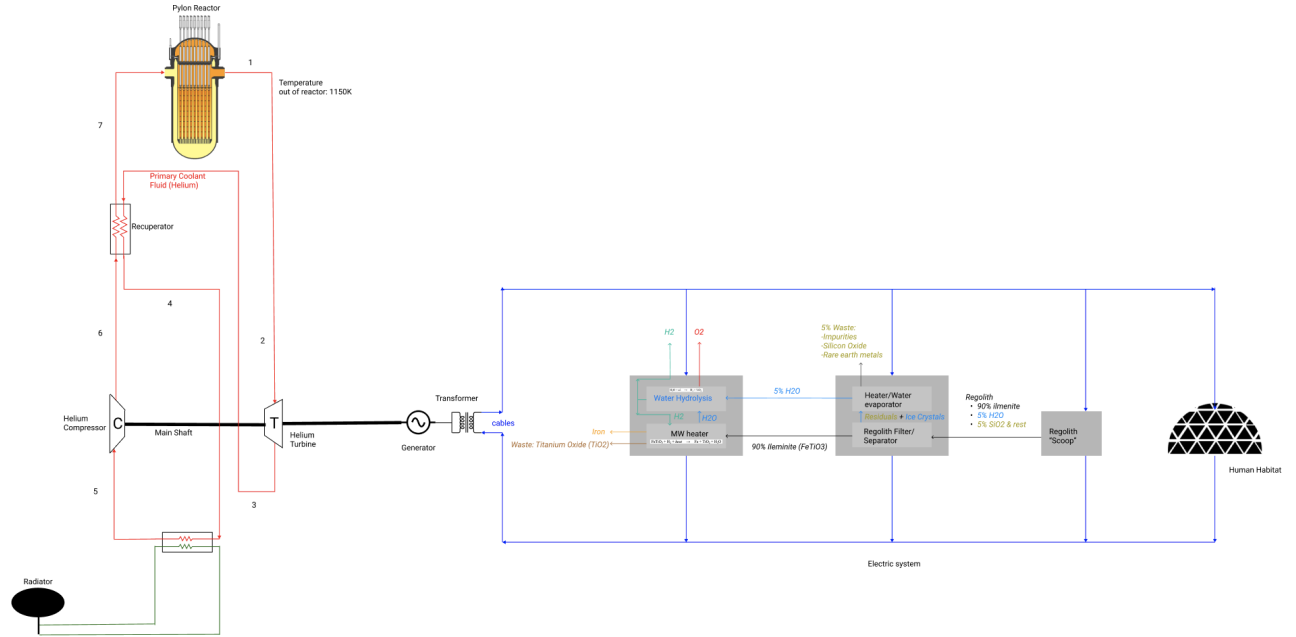 Pylon Reactor
1
Temperature
out of reactor: 1150K
7
Primary Coolant
Fluid (Helium)
Recuperator
4
6
2
Helium
Compressor
C
Main Shaft
T
Helium
Turbine
5
3
Radiator
Generator
Transformer
cables
H2
O2
Water Hydrolysis
H2
H2O
MW heater
Iron
Waste: Titanium Oxide (TiO2)
5% H2O
90% Ileminite (FeTiO3)
5% Waste:
-Impurities
-Silicon Oxide
-Rare earth metals
Heater/Water
evaporator
Residuals + Ice Crystals
Regolith Filter/
Separator
Regolith
• 90% ilmenite
• 5% H2O
• 5% SiO2 & rest
Regolith
"Scoop"
Human Habitat
Electric system